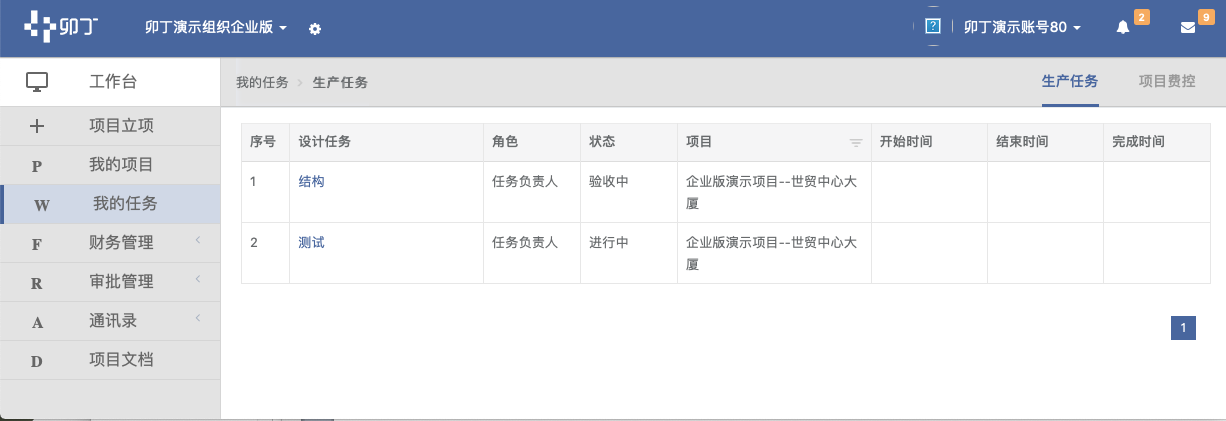 卯丁 卯丁演示组织企业版 卯丁演示账号80 2 9
工作台
项目立项
P 我的项目
W 我的任务
F 财务管理
R 审批管理
A 通讯录
D 项目文档
我的任务 > 生产任务 生产任务 项目费控
序号 设计任务 角色 状态 项目 开始时间 结束时间 完成时间
1 结构 任务负责人 验收中 企业版演示项目--世贸中心大
厦
2 测试 任务负责人 进行中 企业版演示项目--世贸中心大
厦
1